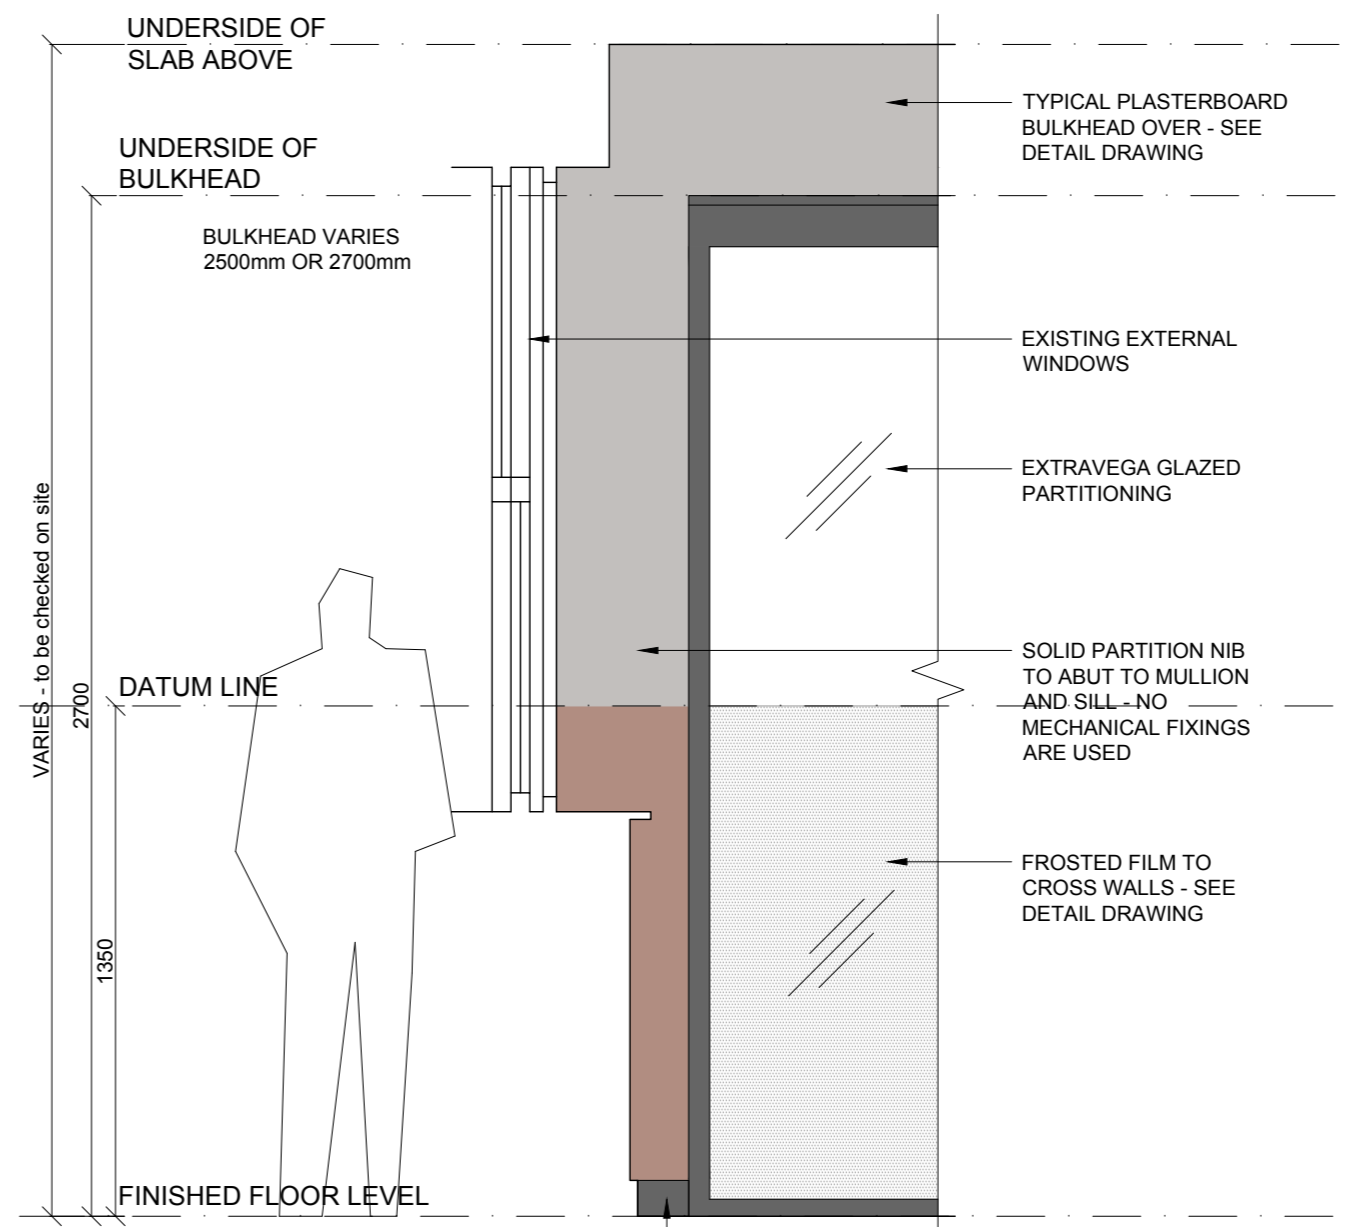 UNDERSIDE OF
SLAB ABOVE
TYPICAL PLASTERBOARD
BULKHEAD OVER - SEE
DETAIL DRAWING
UNDERSIDE OF
BULKHEAD
BULKHEAD VARIES
2500mm OR 2700mm
EXISTING EXTERNAL
WINDOWS
EXTRAVEGA GLAZED
PARTITIONING
VARIES - to be checked on site
2700
DATUM LINE
SOLID PARTITION NIB
TO ABUT TO MULLION
AND SILL - NO
MECHANICAL FIXINGS
ARE USED
FROSTED FILM TO
CROSS WALLS - SEE
DETAIL DRAWING
1350
FINISHED FLOOR LEVEL